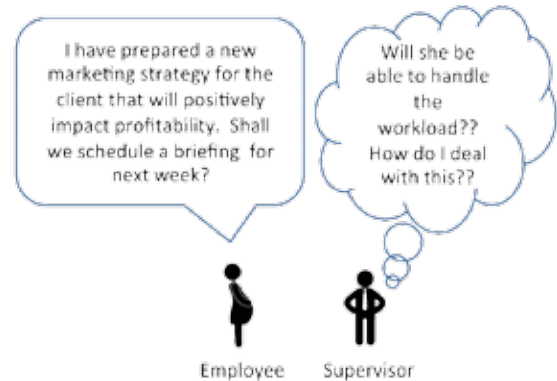 I have prepared a new
marketing strategy for the
client that will positively
impact profitability.  Shall
we schedule a briefing  for
next week?
Will she be
able to handle
the
workload??
How do I deal
with this??
Employee
Supervisor